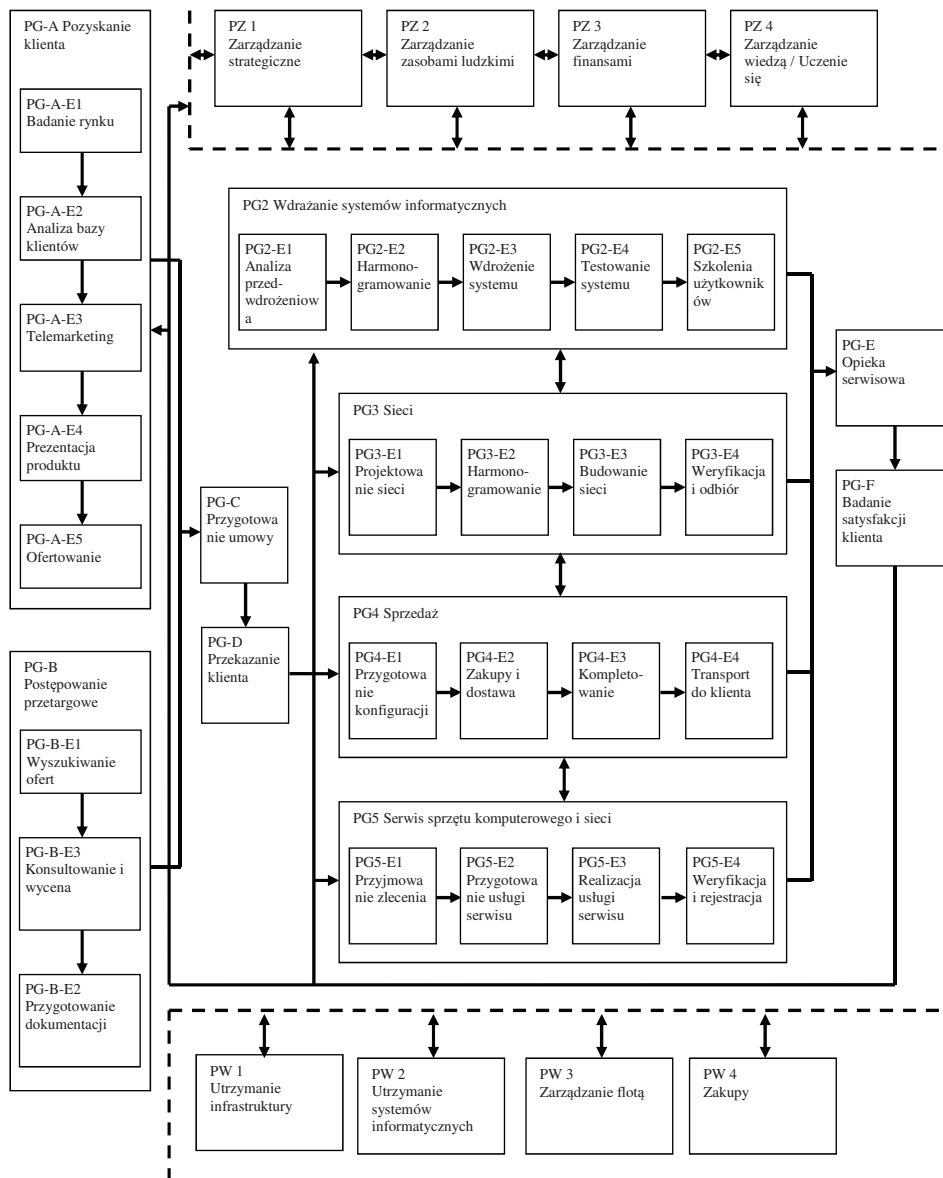 PG-A Pozyskanie
klienta
PG-A-E1
Badanie rynku
PG-A-E2
Analiza bazy
klientów
PG-A-E3
Telemarketing
PG-A-E4
Prezentacja
produktu
PG-A-E5
Ofertowanie
PG-B
Postępowanie
przetargowe
PG-B-E1
Wyszukiwanie
ofert
PG-B-E3
Konsultowanie i
wycena
PG-B-E2
Przygotowanie
dokumentacji
PZ 1
Zarządzanie
strategiczne
PZ 2
Zarządzanie
zasobami ludzkimi
PZ 3
Zarządzanie
finansami
PZ 4
Zarządzanie
wiedzą / Uczenie
się
PG-C
Przygotowa
nie umowy
PG-D
Przekazanie
klienta
PG2 Wdrażanie systemów informatycznych
PG2-E1
Analiza
przed-
wdrożeniow
a
PG2-E2
Harmono-
gramowanie
PG2-E3
Wdrożenie
systemu
PG2-E4
Testowanie
systemu
PG2-E5
Szkolenia
użytkownik
ów
PG3 Sieci
PG3-E1
Projektowa
nie sieci
PG3-E2
Harmono-
gramowanie
PG3-E3
Budowanie
sieci
PG3-E4
Weryfikacja
i odbiór
PG4 Sprzedaż
PG4-E1
Przygotowa
nie
konfiguracji
PG4-E2
Zakupy i
dostawa
PG4-E3
Kompleto-
wanie
PG4-E4
Transport
do klienta
PG5 Serwis sprzętu komputerowego i sieci
PG5-E1
Przyjmowa
nie zlecenia
PG5-E2
Przygotowa
nie usługi
serwisu
PG5-E3
Realizacja
usługi
serwisu
PG5-E4
Weryfikacja
i rejestracja
PG-E
Opieka
serwisowa
PG-F
Badanie
satysfakcji
klienta
PW 1
Utrzymanie
infrastruktury
PW 2
Utrzymanie
systemów
informatycznych
PW 3
Zarządzanie flotą
PW 4
Zakupy